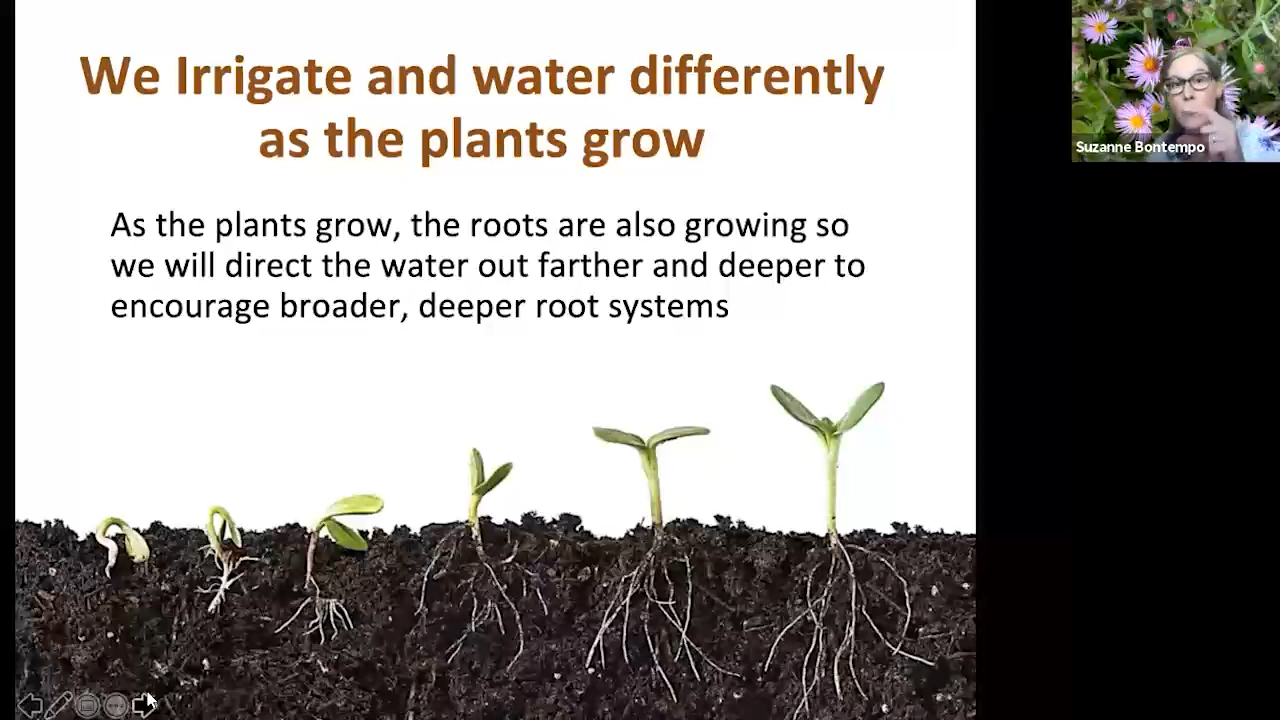 We Irrigate and water differently
as the plants grow
As the plants grow, the roots are also growing so
we will direct the water out farther and deeper to
encourage broader, deeper root systems
Suzanne Bontempo